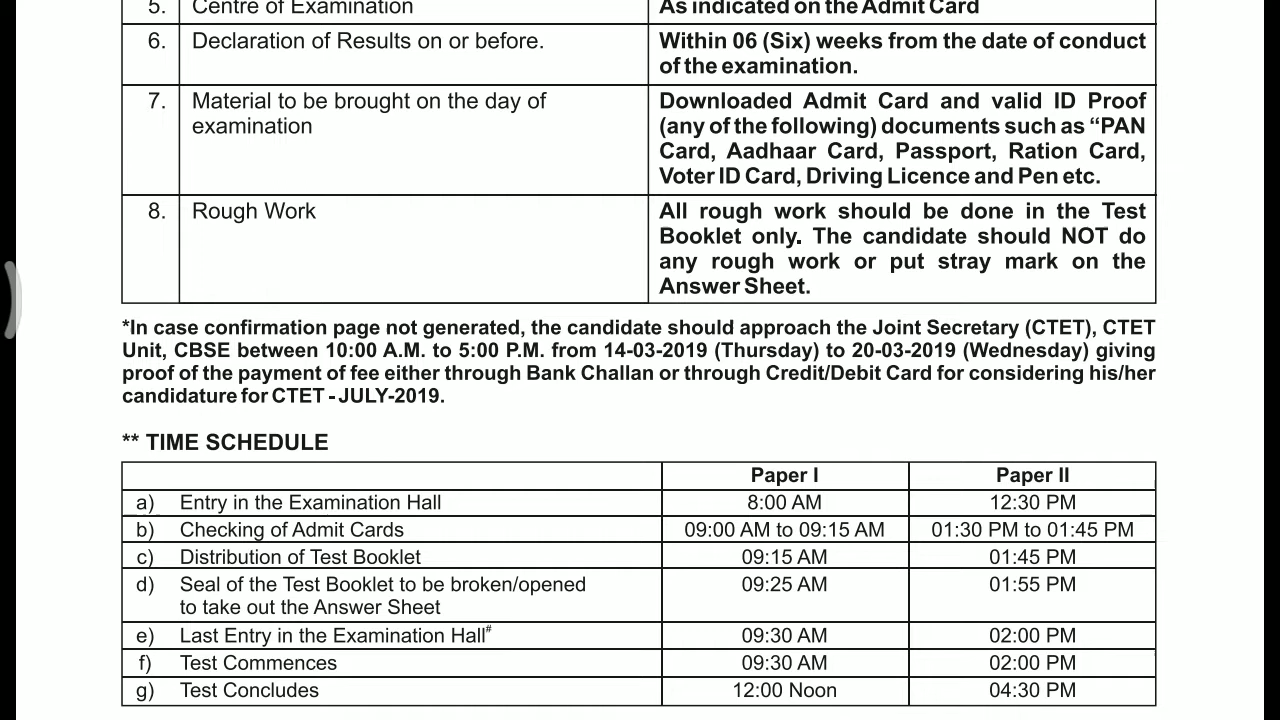 5. Centre of Examination As indicated on the Admit Card
6. Declaration of Results on or before. Within 06 (Six) weeks from the date of conduct
of the examination.
7. Material to be brought on the day of Downloaded Admit Card and valid ID Proof
examination (any of the following) documents such as “PAN
Card, Aadhaar Card, Passport, Ration Card,
Voter ID Card, Driving Licence and Pen etc.
8. Rough Work All rough work should be done in the Test
Booklet only. The candidate should NOT do
any rough work or put stray mark on the
Answer Sheet.
*In case confirmation page not generated, the candidate should approach the Joint Secretary (CTET), CTET
Unit, CBSE between 10:00 A.M. to 5:00 P.M. from 14-03-2019 (Thursday) to 20-03-2019 (Wednesday) giving
proof of the payment of fee either through Bank Challan or through Credit/Debit Card for considering his/her
candidature for CTET - JULY-2019.
** TIME SCHEDULE
Paper I Paper II
a) Entry in the Examination Hall 8:00 AM 12:30 PM
b) Checking of Admit Cards 09:00 AM to 09:15 AM 01:30 PM to 01:45 PM
c) Distribution of Test Booklet 09:15 AM 01:45 PM
d) Seal of the Test Booklet to be broken/opened 09:25 AM 01:55 PM
to take out the Answer Sheet
e) Last Entry in the Examination Hall# 09:30 AM 02:00 PM
f) Test Commences 09:30 AM 02:00 PM
g) Test Concludes 12:00 Noon 04:30 PM